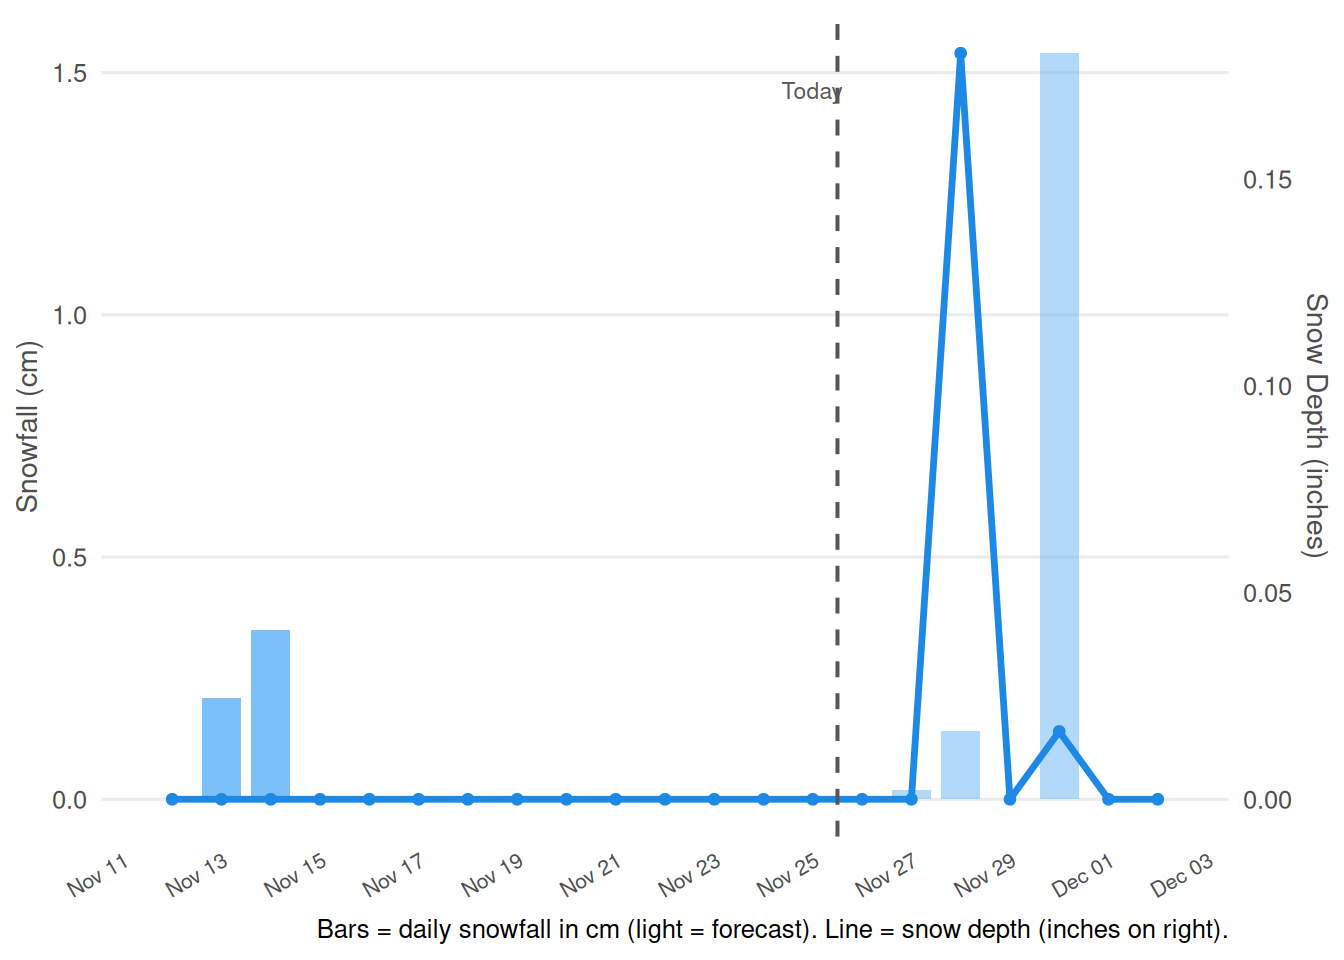 Today
1.5
1.0
0.5
0.0
Snowfall (cm)
0.15
0.10
0.05
0.00
Snow Depth (inches)
Nov 11
Nov 13
Nov 15
Nov 17
Nov 19
Nov 21
Nov 23
Nov 25
Nov 27
Nov 29
Dec 01
Dec 03
Bars = daily snowfall in cm (light = forecast). Line = snow depth (inches on right).